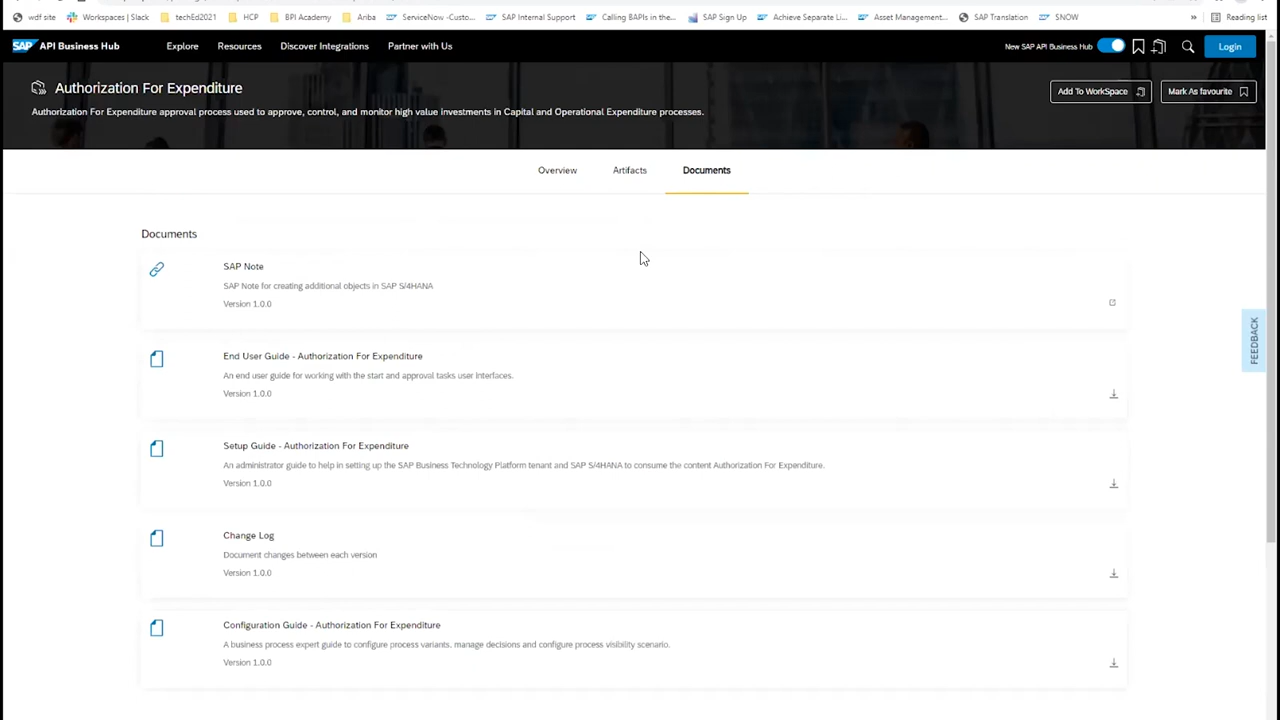 wdf site
Workspaces | Slack
techEd2021
HCP
BPI Academy
Ariba
ServiceNow -Custo...
SAP Internal Support
Calling BAPIs in the...
SAP Sign Up
Achieve Separate Li...
Asset Management...
SAP Translation
SNOW
»
Reading list
SAP API Business Hub
Explore
Resources
Discover Integrations
Partner with Us
New SAP API Business Hub
Login
Authorization For Expenditure
Add To WorkSpace
Mark As favourite
Authorization For Expenditure approval process used to approve, control, and monitor high value investments in Capital and Operational Expenditure processes.
Overview
Artifacts
Documents
Documents
SAP Note
SAP Note for creating additional objects in SAP S/4HANA
Version 1.0.0
End User Guide - Authorization For Expenditure
An end user guide for working with the start and approval tasks user interfaces.
Version 1.0.0
Setup Guide - Authorization For Expenditure
An administrator guide to help in setting up the SAP Business Technology Platform tenant and SAP S/4HANA to consume the content Authorization For Expenditure.
Version 1.0.0
Change Log
Document changes between each version
Version 1.0.0
Configuration Guide - Authorization For Expenditure
A business process expert guide to configure process variants, manage decisions and configure process visibility scenario.
Version 1.0.0
FEEDBACK